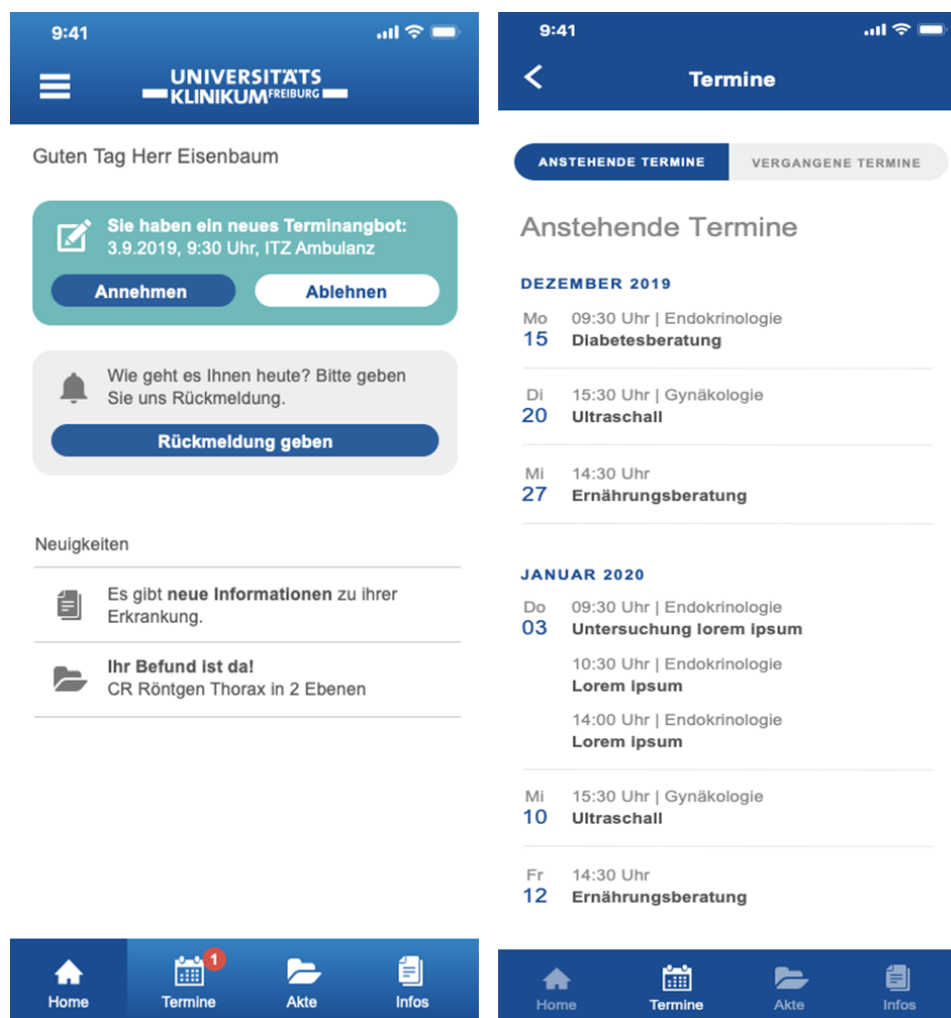 9:41
UNIVERSITÄTS
KLINIKUM FREIBURG
Guten Tag Herr Eisenbaum
Sie haben ein neues Terminangbot:
3.9.2019, 9:30 Uhr, ITZ Ambulanz
Annehmen
Ablehnen
Wie geht es Ihnen heute? Bitte geben
Sie uns Rückmeldung.
Rückmeldung geben
Neuigkeiten
Es gibt neue Informationen zu ihrer
Erkrankung.
Ihr Befund ist da!
CR Röntgen Thorax in 2 Ebenen
1
Home
Termine
Akte
Infos
9:41
Termine
ANSTEHENDE TERMINE
VERGANGENE TERMINE
Anstehende Termine
DEZEMBER 2019
Mo 09:30 Uhr | Endokrinologie
15 Diabetesberatung
Di 15:30 Uhr | Gynäkologie
20 Ultraschall
Mi 14:30 Uhr
27 Ernährungsberatung
JANUAR 2020
Do 09:30 Uhr | Endokrinologie
03 Untersuchung lorem ipsum
10:30 Uhr | Endokrinologie
Lorem ipsum
14:00 Uhr | Endokrinologie
Lorem ipsum
Mi 15:30 Uhr | Gynäkologie
10 Ultraschall
Fr 14:30 Uhr
12 Ernährungsberatung
Home
Termine
Akte
Infos